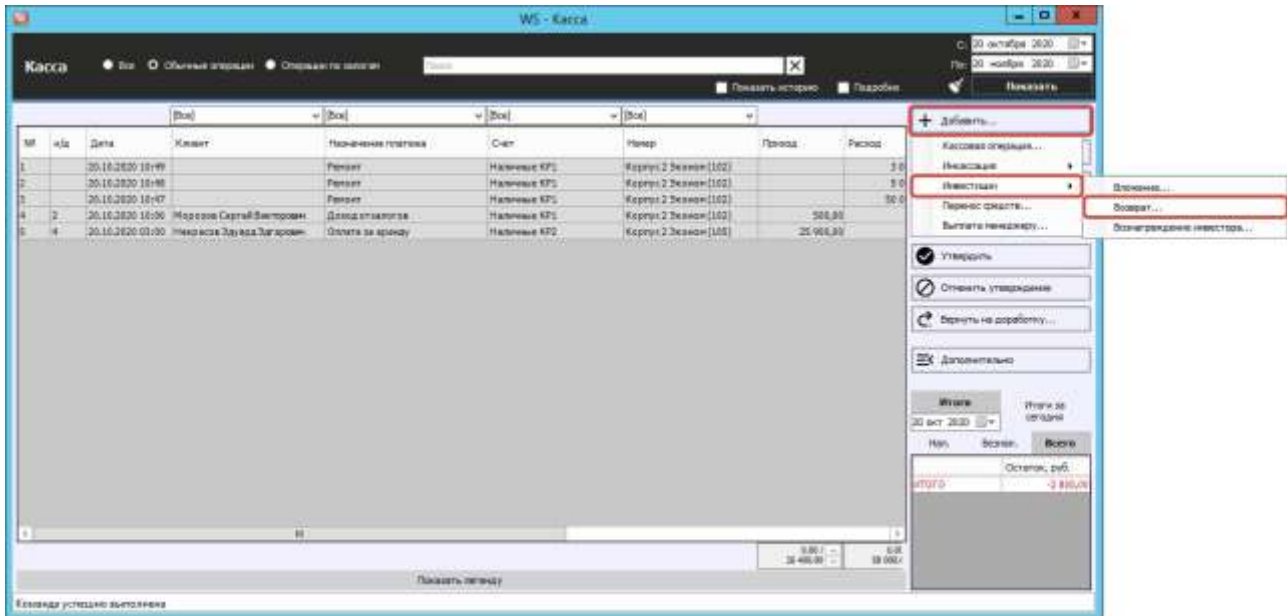 WS - Касса
Касса
Все
Обычные операции
Операции по залогам
Поиск
С: 20 октября 2020
По: 20 ноября 2020
Показать историю
Подробно
Показать
[Все] [Все] [Все] [Все]
№ н/д Дата Клиент Назначение платежа Счет Номер Приход Расход
1 20.10.2020 10:49 Ремонт Наличные КР1 Корпус 2 Эконом (102)
2 20.10.2020 10:48 Ремонт Наличные КР1 Корпус 2 Эконом (102)
3 20.10.2020 10:47 Ремонт Наличные КР1 Корпус 2 Эконом (102)
4 2 20.10.2020 10:06 Морозов Сергей Викторович Доход от залогов Наличные КР1 Корпус 2 Эконом (102) 500,00
5 4 20.10.2020 03:00 Некрасов Эдуард Эдгарович Оплата за аренду Наличные КР2 Корпус 2 Эконом (105) 25 900,00
Добавить...
Кассовая операция...
Инкассация
Инвестиции
Перенос средств...
Выплата менеджеру...
Вложение...
Возврат...
Вознаграждение инвестора...
Утвердить
Отменить утверждение
Вернуть на доработку...
Дополнительно
Итоги
Итоги за сегодня
20 окт 2020
Нал. Безнал. Всего
Остаток, руб.
ИТОГО
0.00 /
Показать легенду
Команда успешно выполнена